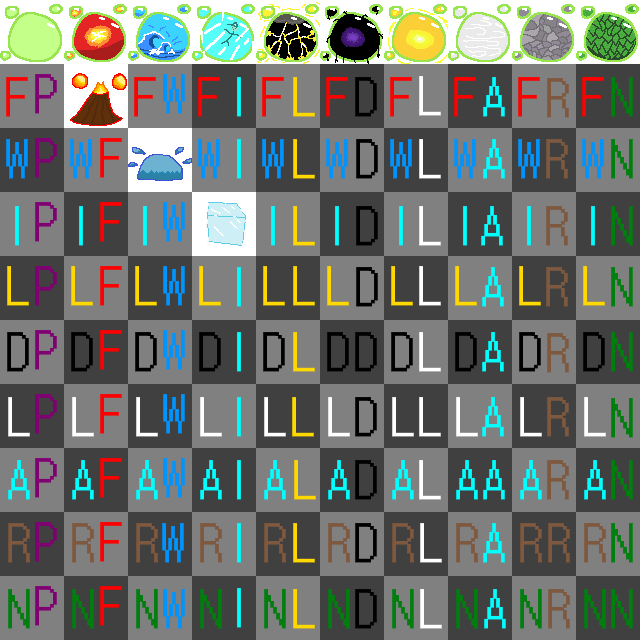 FP FW FI FL FD FL FA FR FN
WP WF WI WL WD WL WA WR WN
IP IF IW IL ID IL IA IR IN
LP LF LW LI LL LD LL LA LR LN
DP DF DW DI DL DD DL DA DR DN
LP LF LW LI LL LD LL LA LR LN
AP AF AW AI AL AD AL AA AR AN
RP RF RW RI RL RD RL RA RR RN
NP NF NW NI NL ND NL NA NR NN